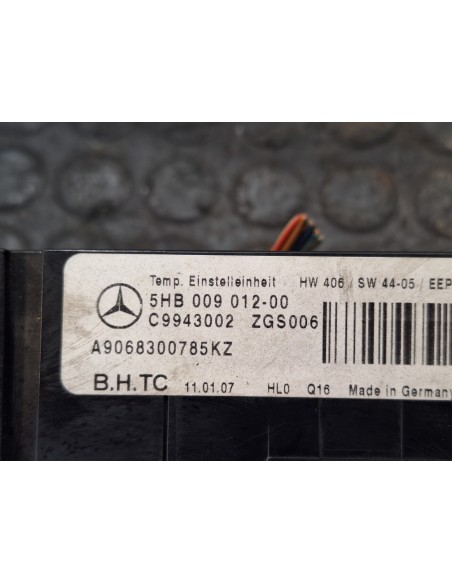 Temp. Einstelleinheit HW 406 / SW 44-05 / EEP
5HB 009 012-00
C9943002 ZGS006
A9068300785KZ
B.H.TC 11.01.07 HL0 Q16 Made in Germany